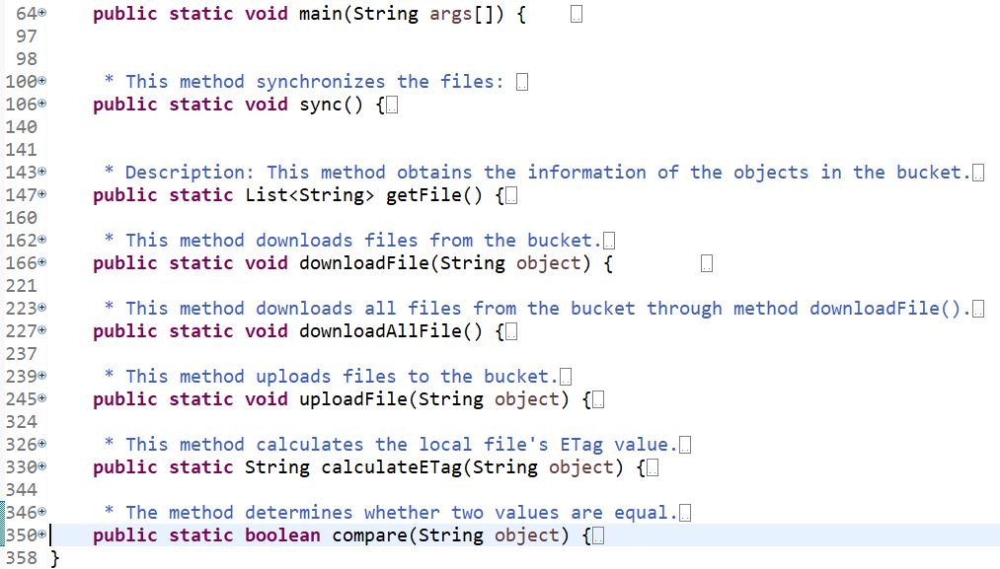 64 public static void main(String args[]) {
97
98
100 * This method synchronizes the files:
106 public static void sync() {
140
141
143 * Description: This method obtains the information of the objects in the bucket.
147 public static List<String> getFile() {
160
162 * This method downloads files from the bucket.
166 public static void downloadFile(String object) {
221
223 * This method downloads all files from the bucket through method downloadFile().
227 public static void downloadAllFile() {
237
239 * This method uploads files to the bucket.
245 public static void uploadFile(String object) {
324
326 * This method calculates the local file's ETag value.
330 public static String calculateETag(String object) {
344
346 * The method determines whether two values are equal.
350 public static boolean compare(String object) {
358 }